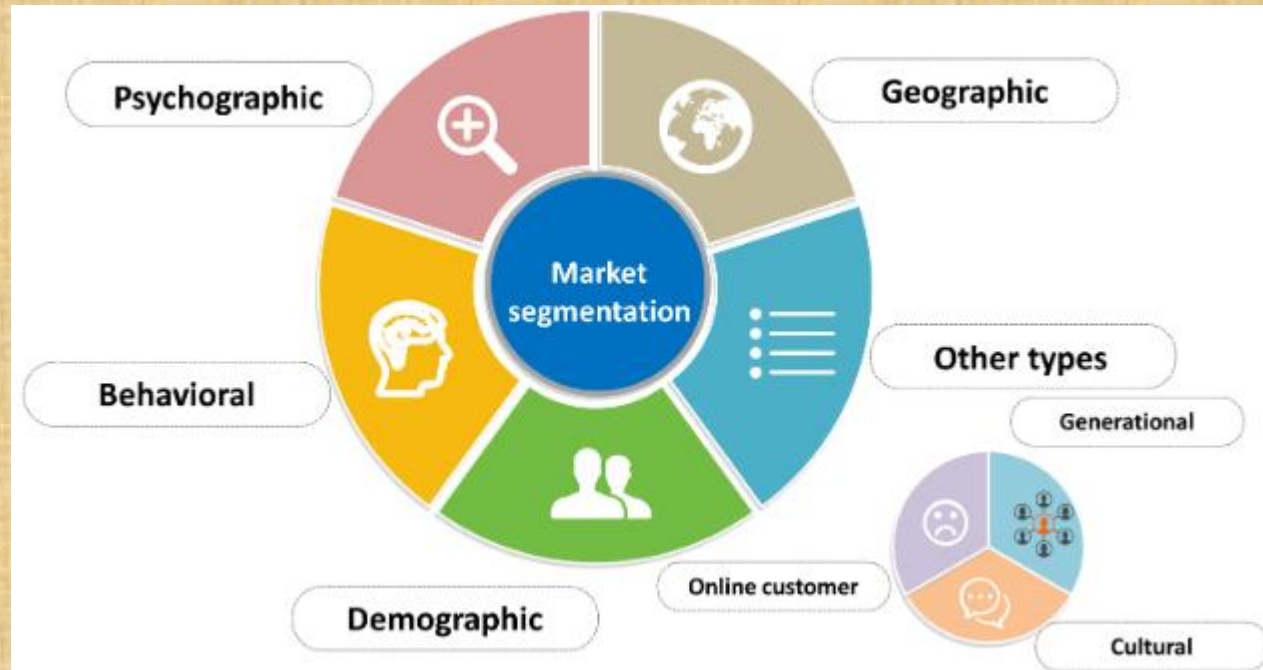 Psychographic
Geographic
Market
segmentation
Behavioral
Other types
Generational
Online customer
Demographic
Cultural